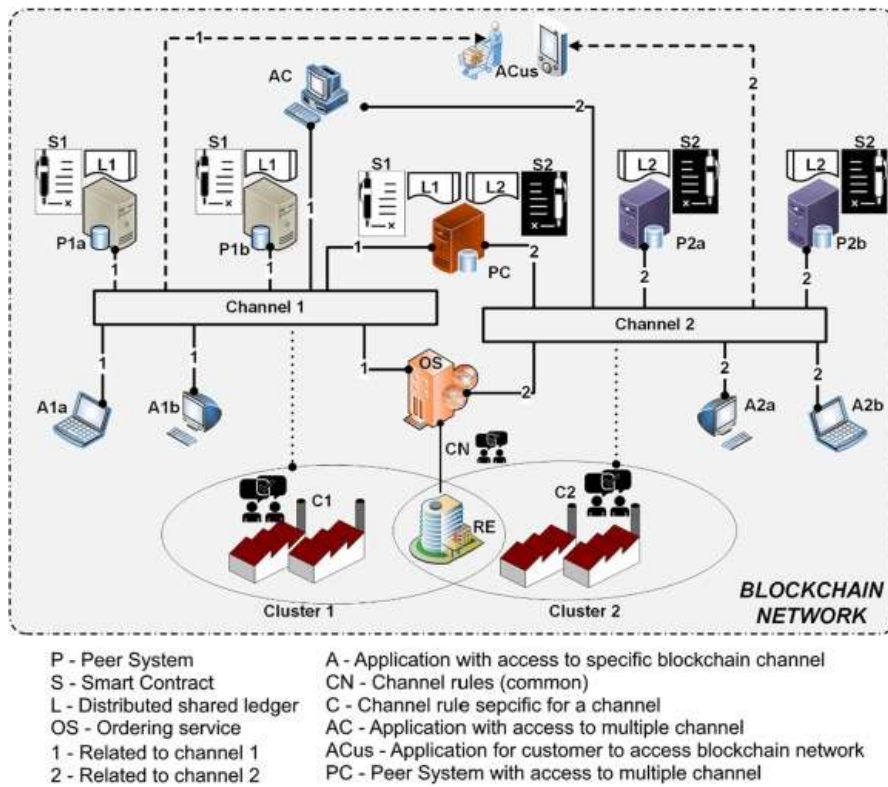 1
ACus
AC
2
2
S1
L1
S1
L1
S1
L1
L2
S2
L2
S2
L2
S2
1
P1a
P1b
P2a
P2b
1
PC
2
1
1
2
2
Channel 1
Channel 2
1
1
1
OS
2
2
2
A1a
A1b
A2a
A2b
CN
C1
C2
RE
Cluster 1
Cluster 2
BLOCKCHAIN
NETWORK
P - Peer System
S - Smart Contract
L - Distributed shared ledger
OS - Ordering service
1 - Related to channel 1
2 - Related to channel 2
A - Application with access to specific blockchain channel
CN - Channel rules (common)
C - Channel rule sepcific for a channel
AC - Application with access to multiple channel
ACus - Application for customer to access blockchain network
PC - Peer System with access to multiple channel